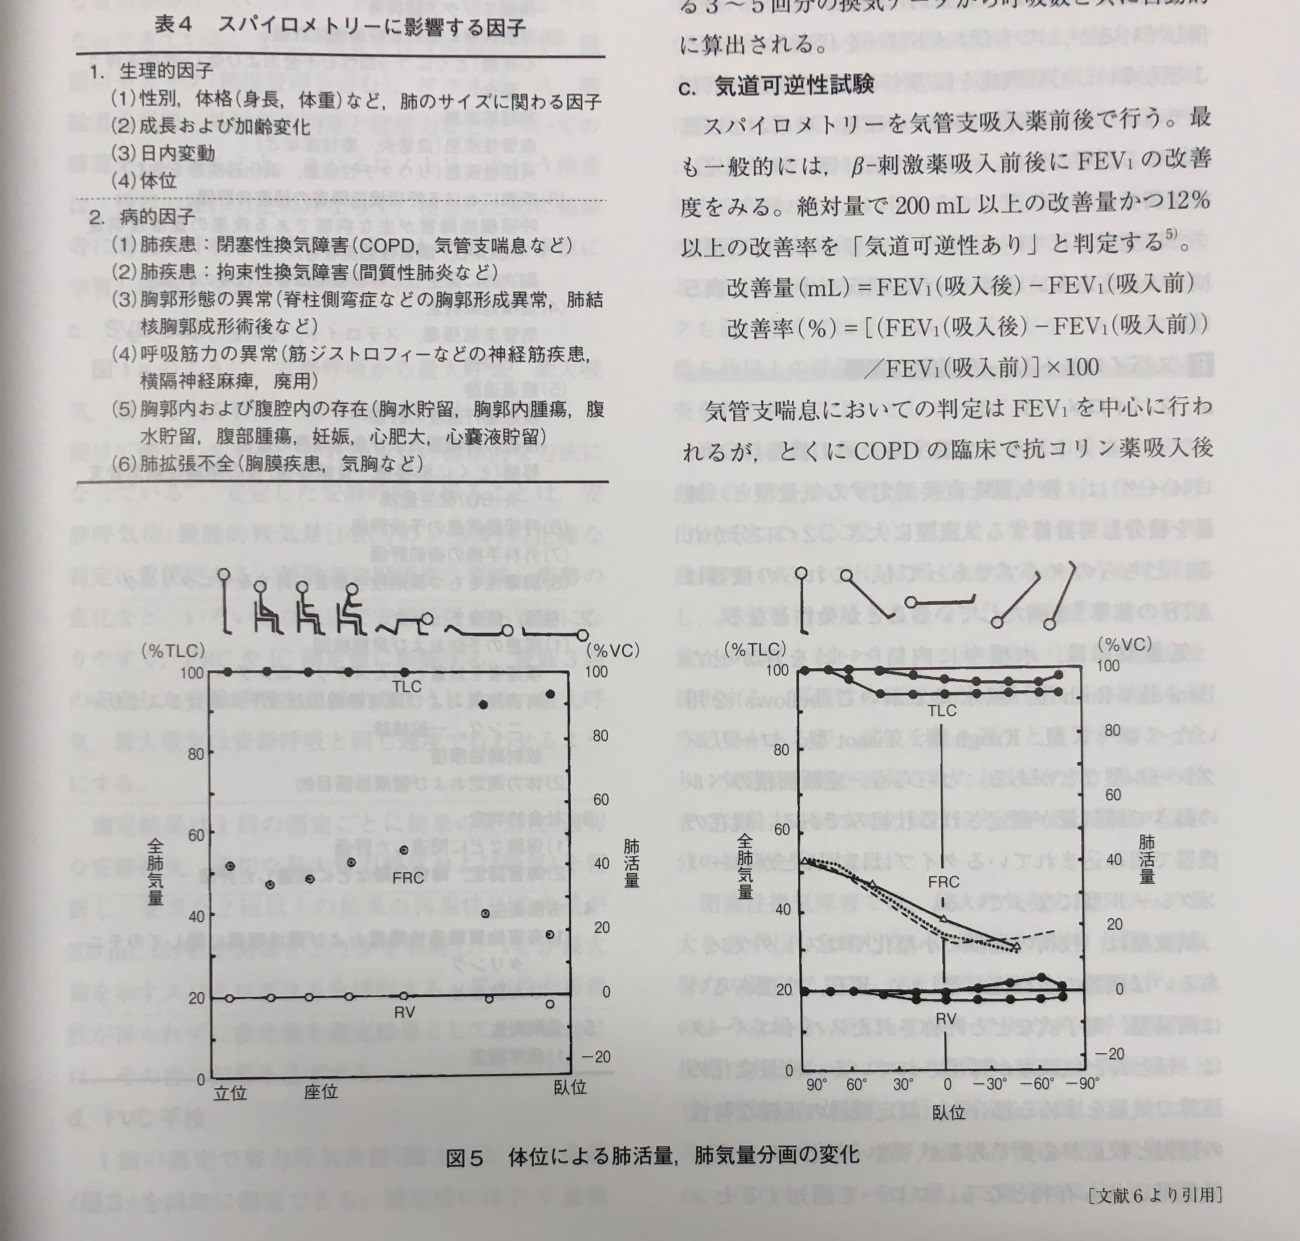 表4 スパイロメトリーに影響する因子
1. 生理的因子
(1)性別，体格(身長，体重)など，肺のサイズに関わる因子
(2)成長および加齢変化
(3)日内変動
(4)体位
2. 病的因子
(1)肺疾患：閉塞性換気障害(COPD，気管支喘息など)
(2)肺疾患：拘束性換気障害(間質性肺炎など)
(3)胸郭形態の異常(脊柱側弯症などの胸郭形成異常，肺結
核胸郭成形術後など)
(4)呼吸筋力の異常(筋ジストロフィーなどの神経筋疾患，
横隔神経麻痺，廃用)
(5)胸郭内および腹腔内の存在(胸水貯留，胸郭内腫瘍，腹
水貯留，腹部腫瘍，妊娠，心肥大，心囊液貯留)
(6)肺拡張不全(胸膜疾患，気胸など)
る3〜5回分の換気データから呼吸数と共に自動的
に算出される。
c. 気道可逆性試験
スパイロメトリーを気管支吸入薬前後で行う。最
も一般的には，β-刺激薬吸入前後にFEV₁の改善
度をみる。絶対量で200 mL以上の改善量かつ12%
以上の改善率を「気道可逆性あり」と判定する⁵⁾。
改善量(mL)＝FEV₁(吸入後)－FEV₁(吸入前)
改善率(%)＝[(FEV₁(吸入後)－FEV₁(吸入前))
／FEV₁(吸入前)]×100
気管支喘息においての判定はFEV₁を中心に行わ
れるが，とくにCOPDの臨床で抗コリン薬吸入後
(%TLC)
(%VC)
100
80
60
40
20
0
全肺気量
TLC
FRC
RV
100
80
60
40
20
0
−20
肺活量
立位
座位
臥位
(%TLC)
(%VC)
100
80
60
40
20
0
全肺気量
TLC
FRC
RV
100
80
60
40
20
0
−20
肺活量
90° 60° 30° 0 −30° −60° −90°
臥位
図5 体位による肺活量，肺気量分画の変化
[文献6より引用]